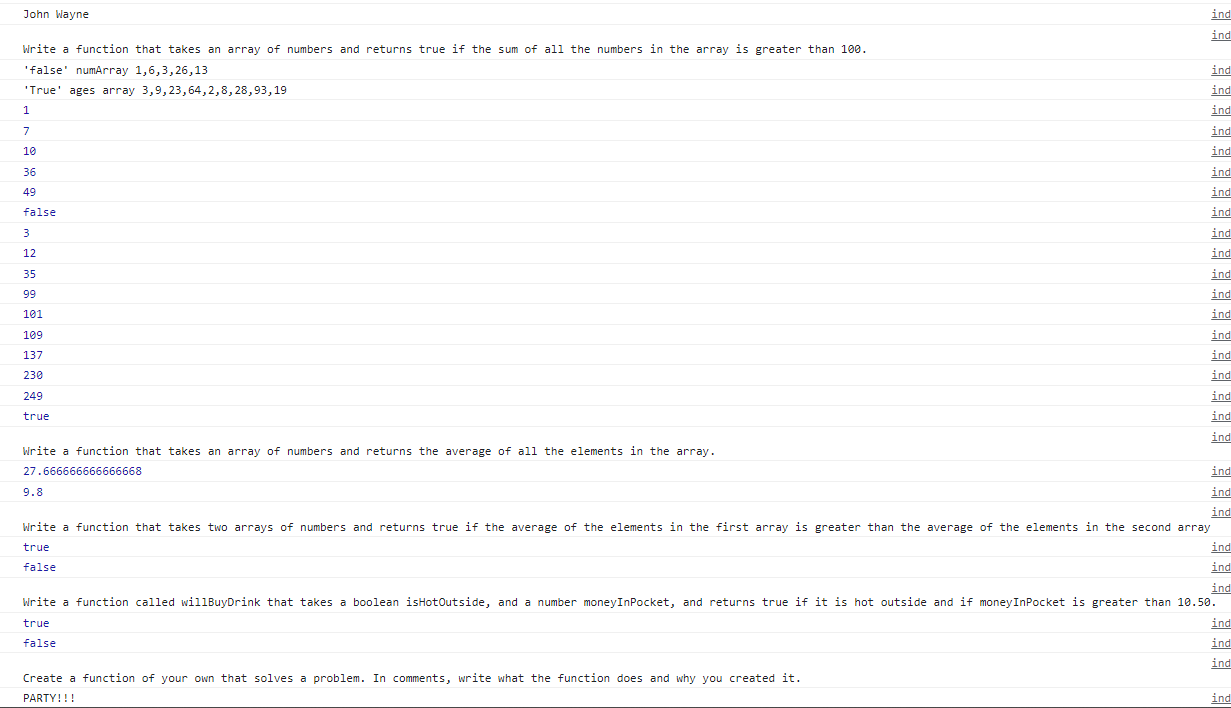 John Wayne ind
ind
Write a function that takes an array of numbers and returns true if the sum of all the numbers in the array is greater than 100.
'false' numArray 1,6,3,26,13 ind
'True' ages array 3,9,23,64,2,8,28,93,19 ind
1 ind
7 ind
10 ind
36 ind
49 ind
false ind
3 ind
12 ind
35 ind
99 ind
101 ind
109 ind
137 ind
230 ind
249 ind
true ind
ind
Write a function that takes an array of numbers and returns the average of all the elements in the array.
27.666666666666668 ind
9.8 ind
ind
Write a function that takes two arrays of numbers and returns true if the average of the elements in the first array is greater than the average of the elements in the second array
true ind
false ind
ind
Write a function called willBuyDrink that takes a boolean isHotOutside, and a number moneyInPocket, and returns true if it is hot outside and if moneyInPocket is greater than 10.50.
true ind
false ind
ind
Create a function of your own that solves a problem. In comments, write what the function does and why you created it.
PARTY!!! ind